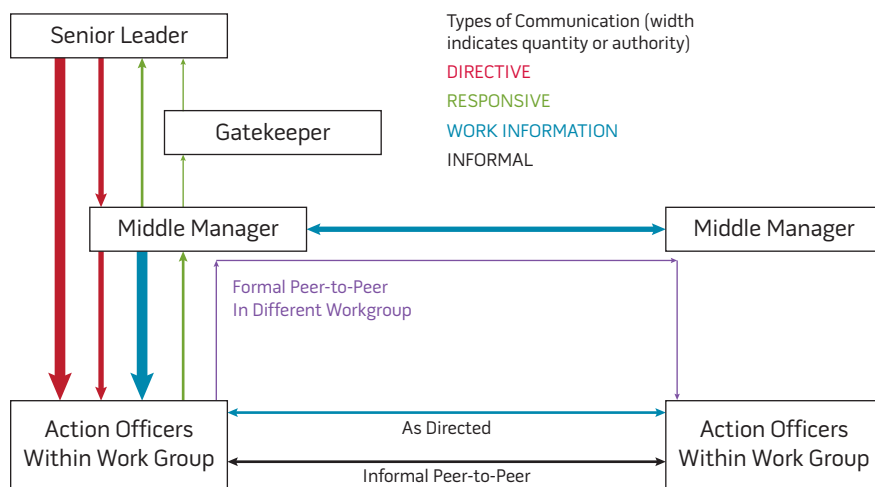 Senior Leader
Types of Communication (width
indicates quantity or authority)
DIRECTIVE
RESPONSIVE
WORK INFORMATION
INFORMAL
Gatekeeper
Middle Manager
Middle Manager
Formal Peer-to-Peer
In Different Workgroup
Action Officers
Within Work Group
As Directed
Informal Peer-to-Peer
Action Officers
Within Work Group